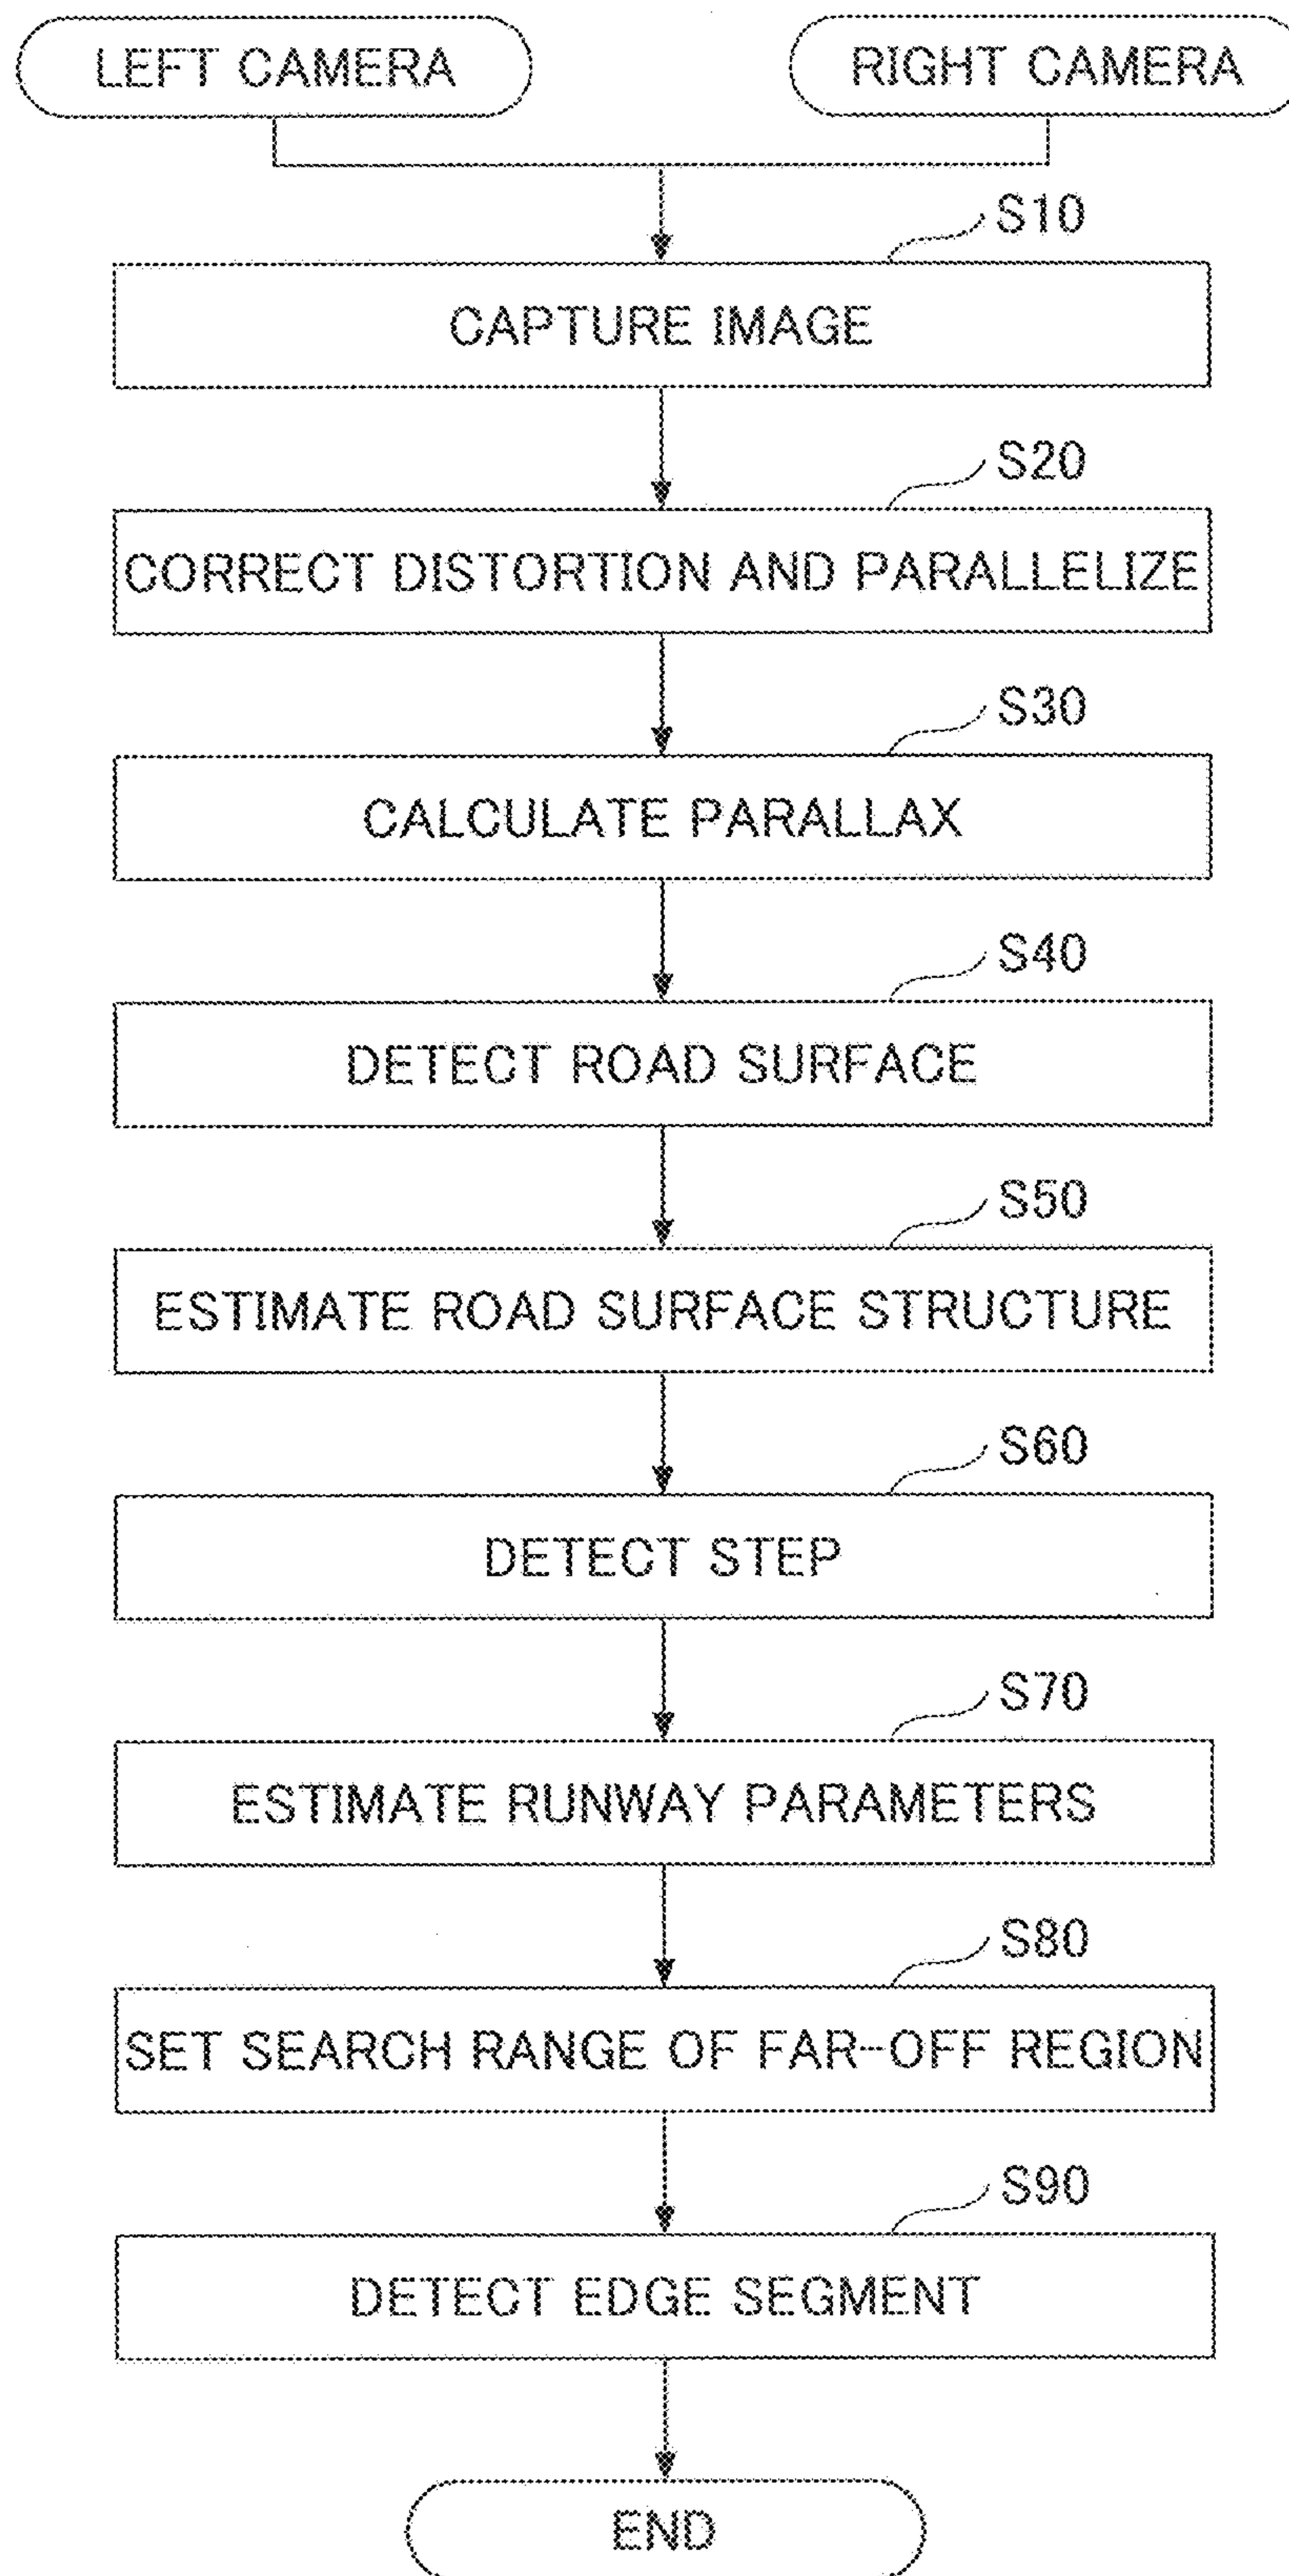 LEFT CAMERA
RIGHT CAMERA
S10
CAPTURE IMAGE
S20
CORRECT DISTORTION AND PARALLELIZE
S30
CALCULATE PARALLAX
S40
DETECT ROAD SURFACE
S50
ESTIMATE ROAD SURFACE STRUCTURE
S60
DETECT STEP
S70
ESTIMATE RUNWAY PARAMETERS
S80
SET SEARCH RANGE OF FAR-OFF REGION
S90
DETECT EDGE SEGMENT
END